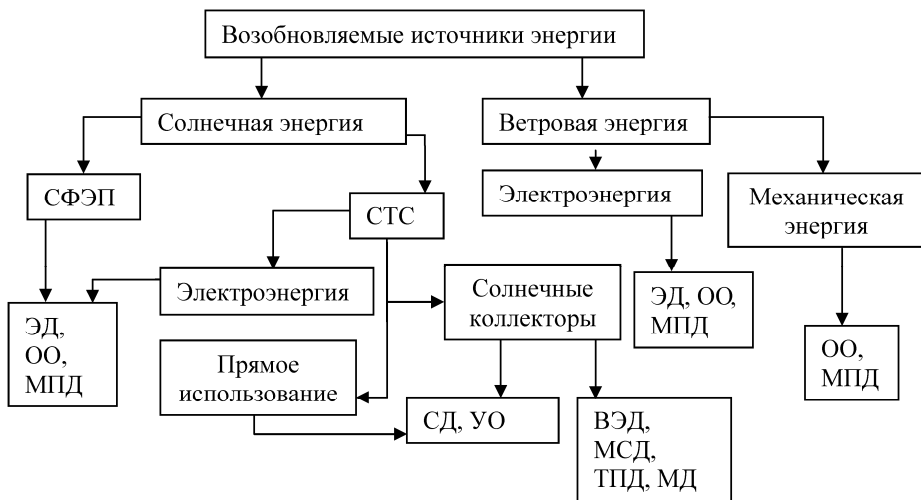 Возобновляемые источники энергии
Солнечная энергия
Ветровая энергия
СФЭП
СТС
Электроэнергия
Механическая
энергия
Электроэнергия
Солнечные
коллекторы
ЭД, ОО,
МПД
ЭД,
ОО,
МПД
Прямое
использование
ОО,
МПД
СД, УО
ВЭД,
МСД,
ТПД, МД